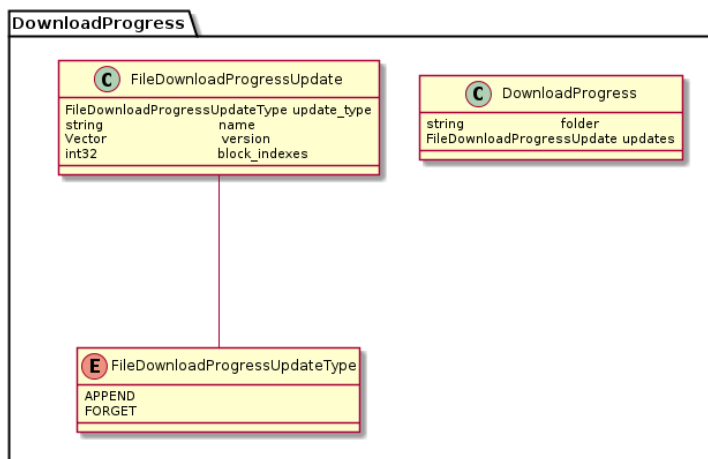 DownloadProgress
C FileDownloadProgressUpdate
FileDownloadProgressUpdateType update_type
string name
Vector version
int32 block_indexes
C DownloadProgress
string folder
FileDownloadProgressUpdate updates
E FileDownloadProgressUpdateType
APPEND
FORGET